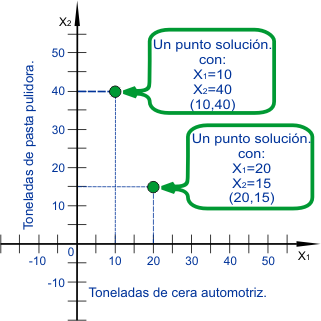 X₂
50
40
30
20
10
0
-10
-10
10
20
30
40
50
X₁
Toneladas de pasta pulidora.
Toneladas de cera automotriz.
Un punto solución.
con:
X₁=10
X₂=40
(10,40)
Un punto solución.
con:
X₁=20
X₂=15
(20,15)